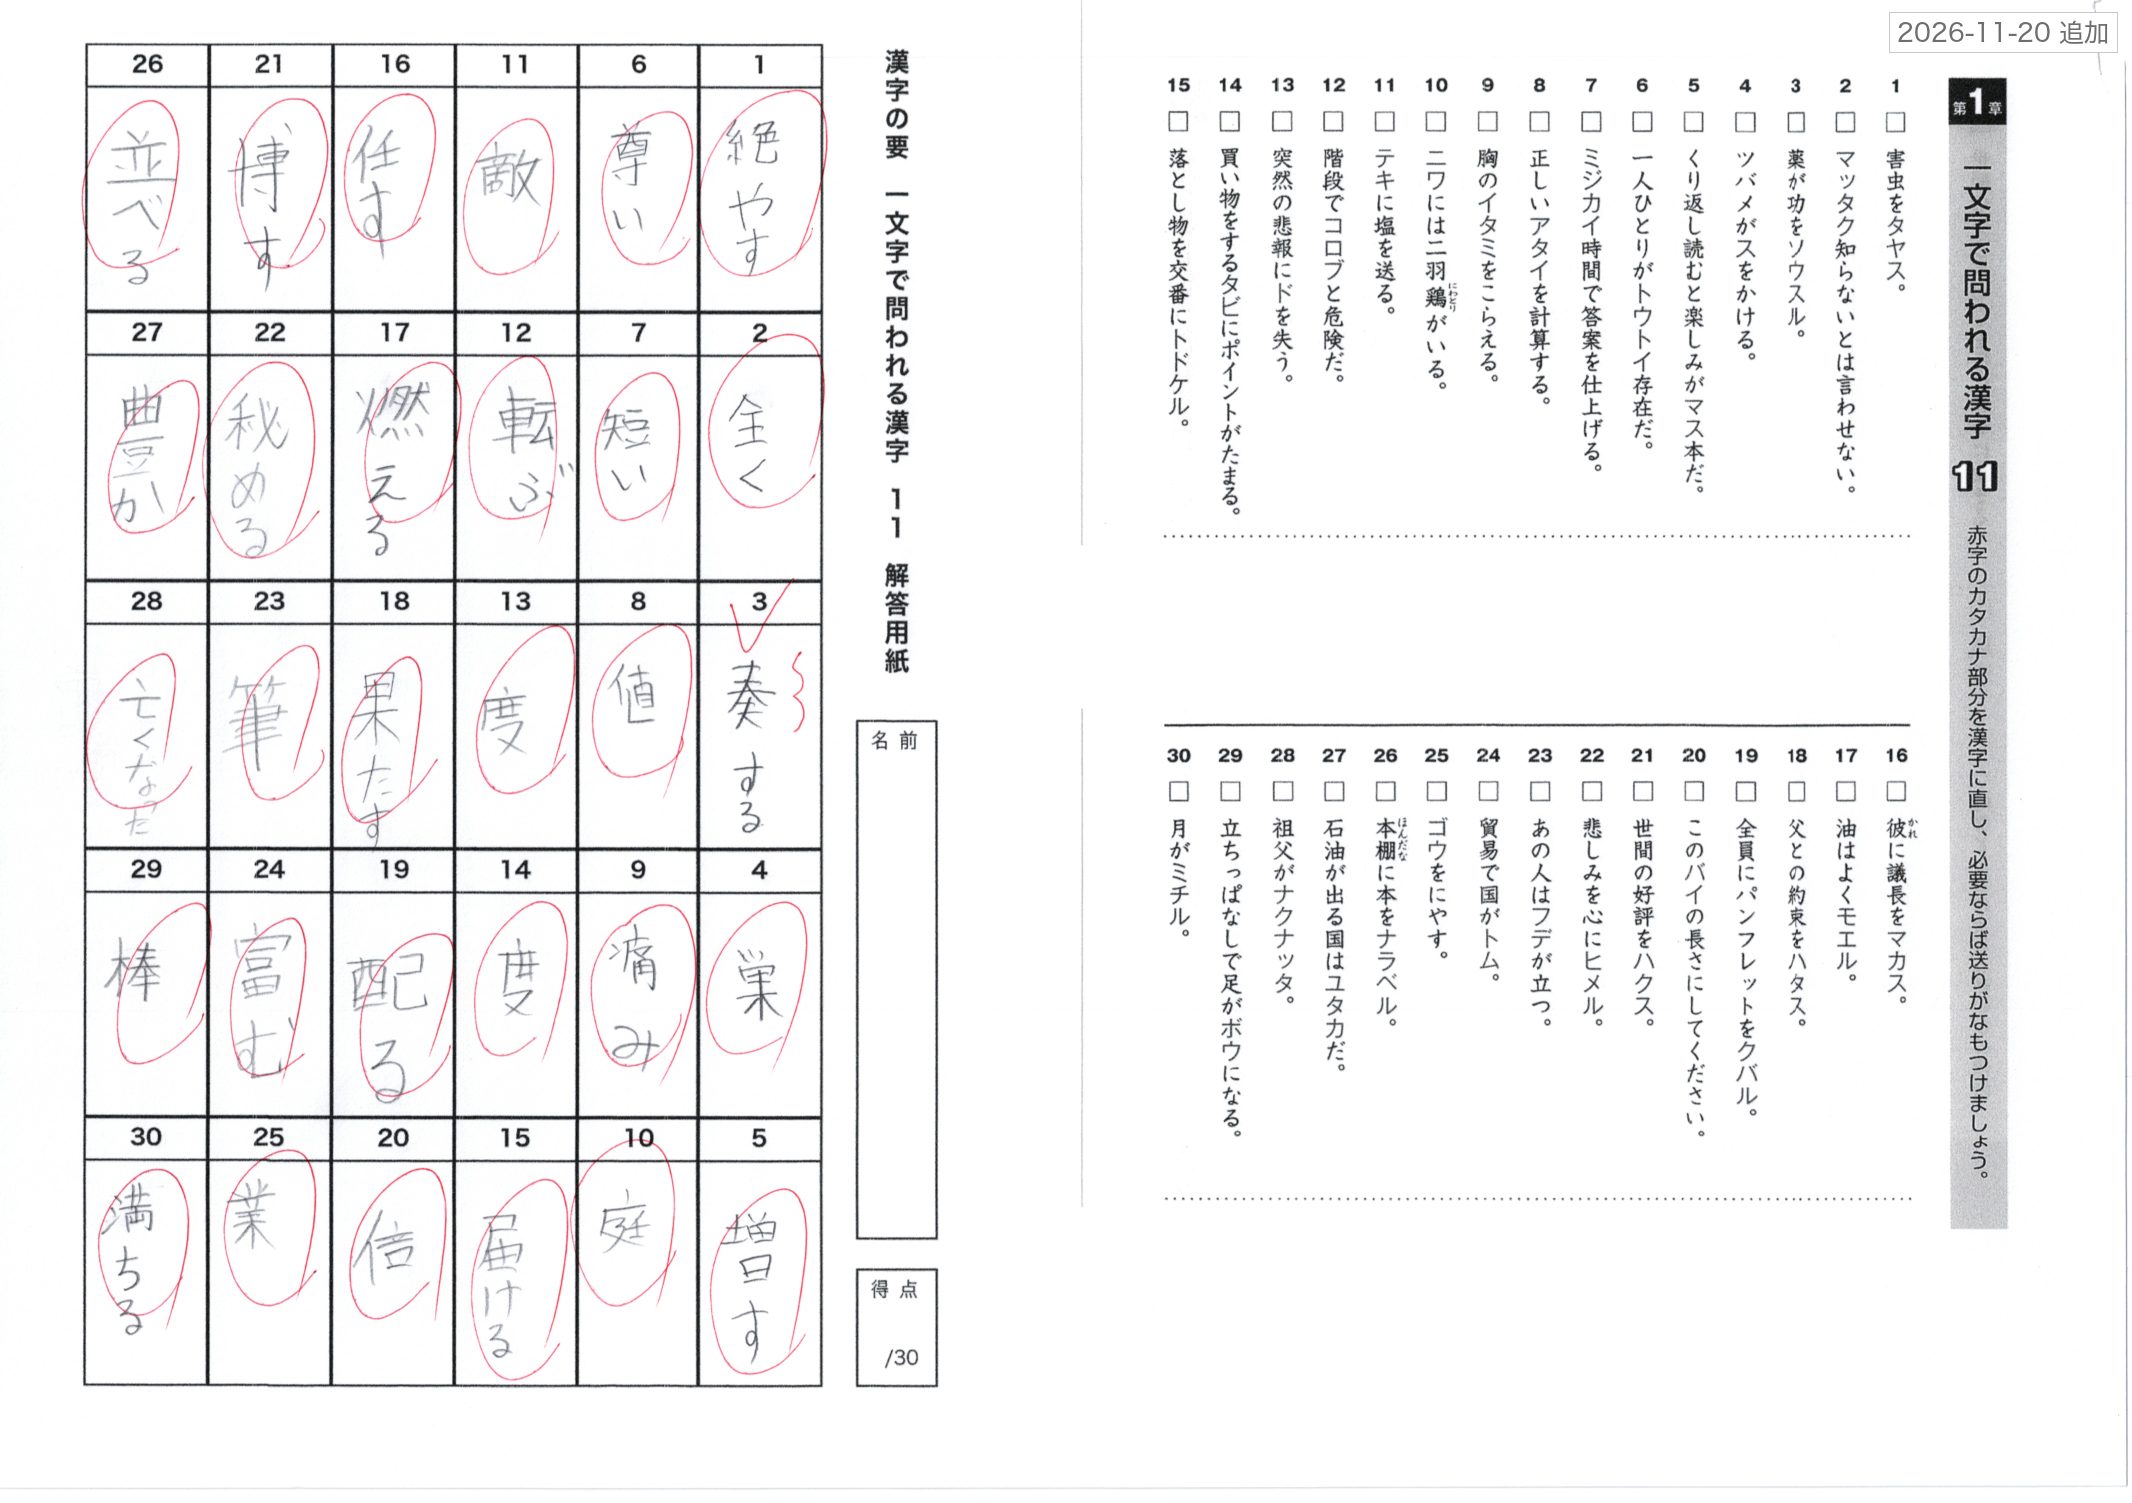 2026-11-20 追加
第1章 一文字で問われる漢字 11 赤字のカタカナ部分を漢字に直し、必要ならば送りがなもつけましょう。
1 害虫をタヤス。
2 マッタク知らないとは言わせない。
3 薬が功をソウスル。
4 ツバメがスをかける。
5 くり返し読むと楽しみがマス本だ。
6 一人ひとりがトウトイ存在だ。
7 ミジカイ時間で答案を仕上げる。
8 正しいアタイを計算する。
9 胸のイタミをこらえる。
10 ニワには二羽鶏がいる。
にわとり
11 テキに塩を送る。
12 階段でコロブと危険だ。
13 突然の悲報にドを失う。
14 買い物をするタビにポイントがたまる。
15 落とし物を交番にトドケル。
16 彼に議長をマカス。
かれ
17 油はよくモエル。
18 父との約束をハタス。
19 全員にパンフレットをクバル。
20 このバイの長さにしてください。
21 世間の好評をハクス。
22 悲しみを心にヒメル。
23 あの人はフデが立つ。
24 貿易で国がトム。
25 ゴウをにやす。
26 本棚に本をナラベル。
ほんだな
27 石油が出る国はユタカだ。
28 祖父がナクナッタ。
29 立ちっぱなしで足がボウになる。
30 月がミチル。
漢字の要 一文字で問われる漢字 11 解答用紙
名前
得点
/30
1 絶やす
2 全く
3 奏する
4 巣
5 増す
6 尊い
7 短い
8 値
9 痛み
10 庭
11 敵
12 転ぶ
13 度
14 度
15 届ける
16 任す
17 燃える
18 果たす
19 配る
20 倍
21 博す
22 秘める
23 筆
24 富む
25 業
26 並べる
27 豊か
28 亡くなった
29 棒
30 満ちる